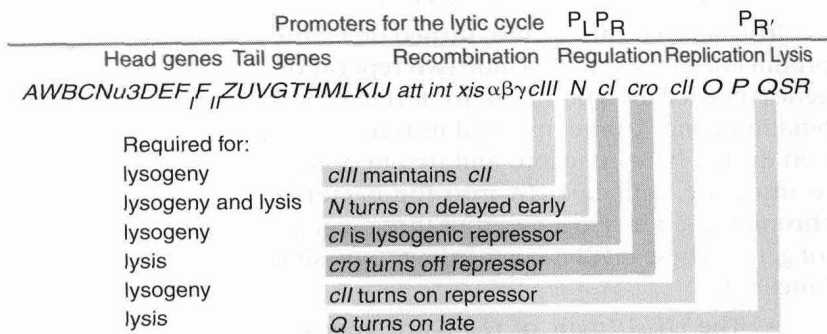 Promoters for the lytic cycle P_L P_R P_R′
Head genes Tail genes Recombination Regulation Replication Lysis
AWBCNu3DEF_I F_II ZUVGTHMLKIJ att int xis αβγ cIII N cI cro cII O P QSR
Required for:
lysogeny cIII maintains cII
lysogeny and lysis N turns on delayed early
lysogeny cI is lysogenic repressor
lysis cro turns off repressor
lysogeny cII turns on repressor
lysis Q turns on late